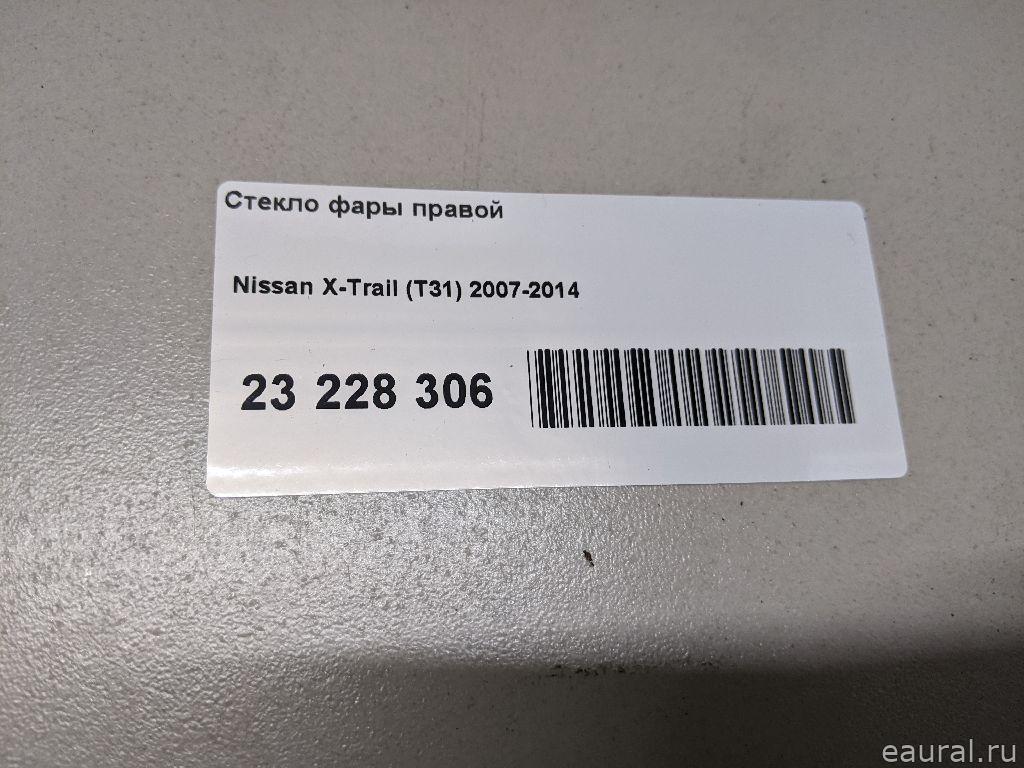 Стекло фары правой
Nissan X-Trail (T31) 2007-2014
23 228 306
eaural.ru